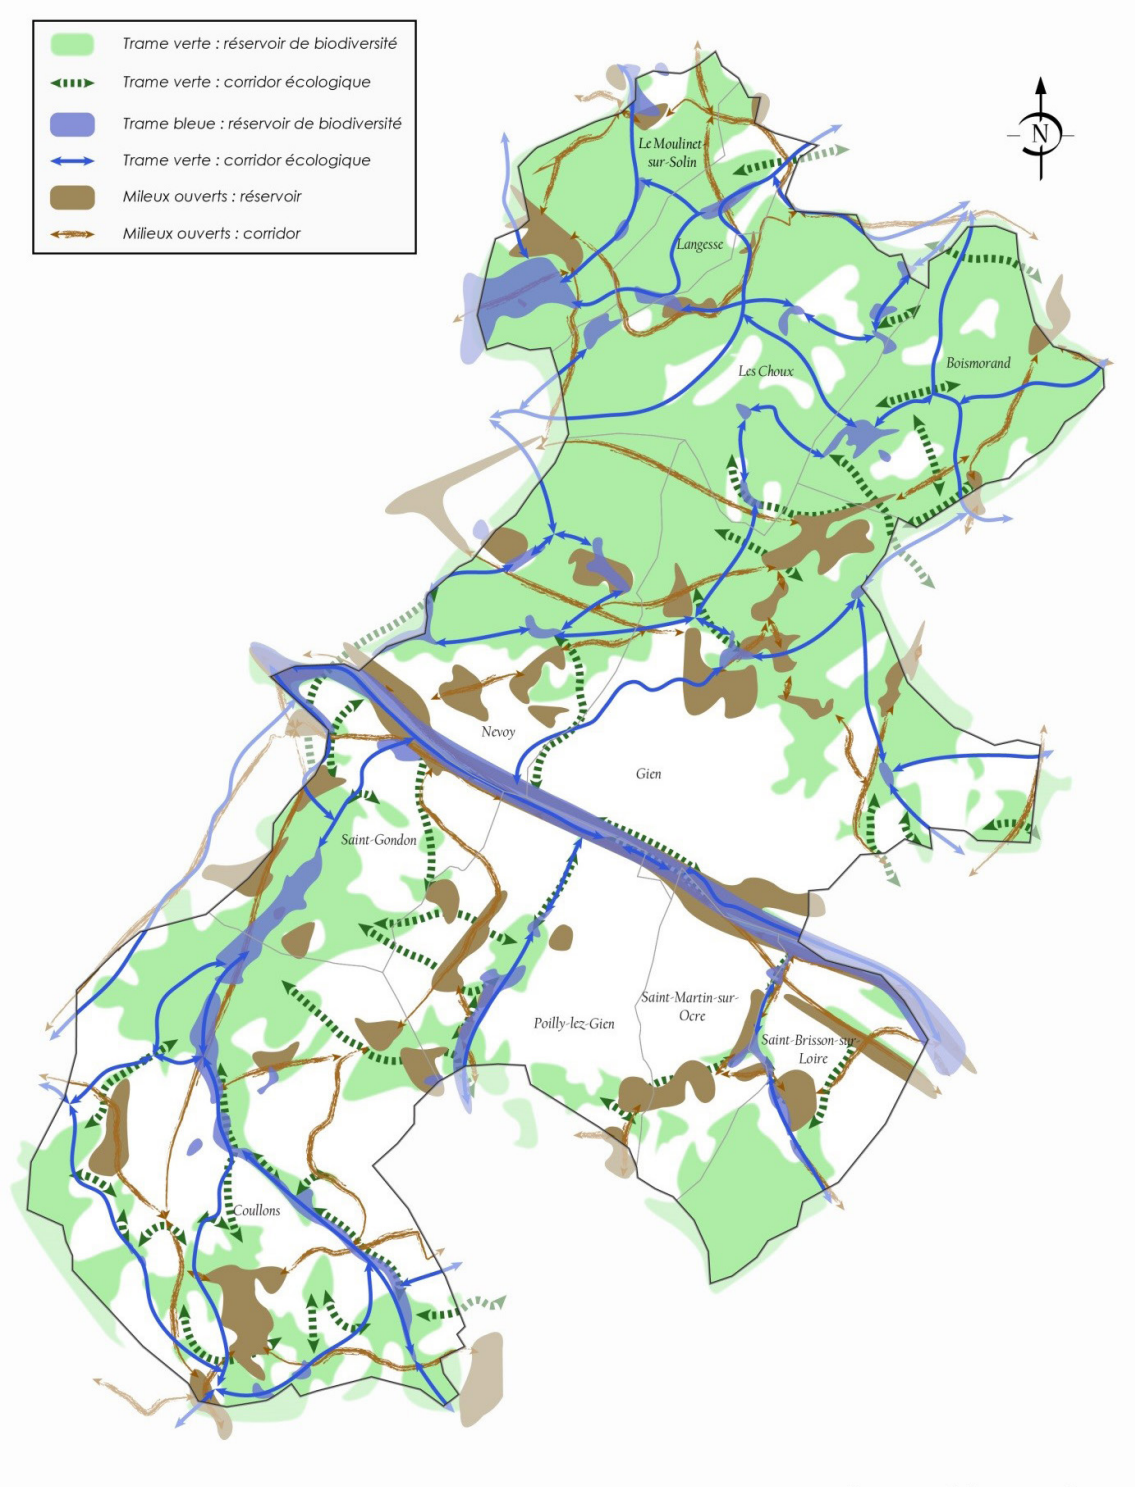 Trame verte : réservoir de biodiversité
Trame verte : corridor écologique
Trame bleue : réservoir de biodiversité
Trame verte : corridor écologique
Mileux ouverts : réservoir
Milieux ouverts : corridor
N
Le Moulinet
sur-Solin
Langesse
Les Choux
Boismorand
Nevoy
Gien
Saint-Gondon
Saint-Martin-sur-
Ocre
Poilly-lez-Gien
Saint-Brisson-sur-
Loire
Coullons